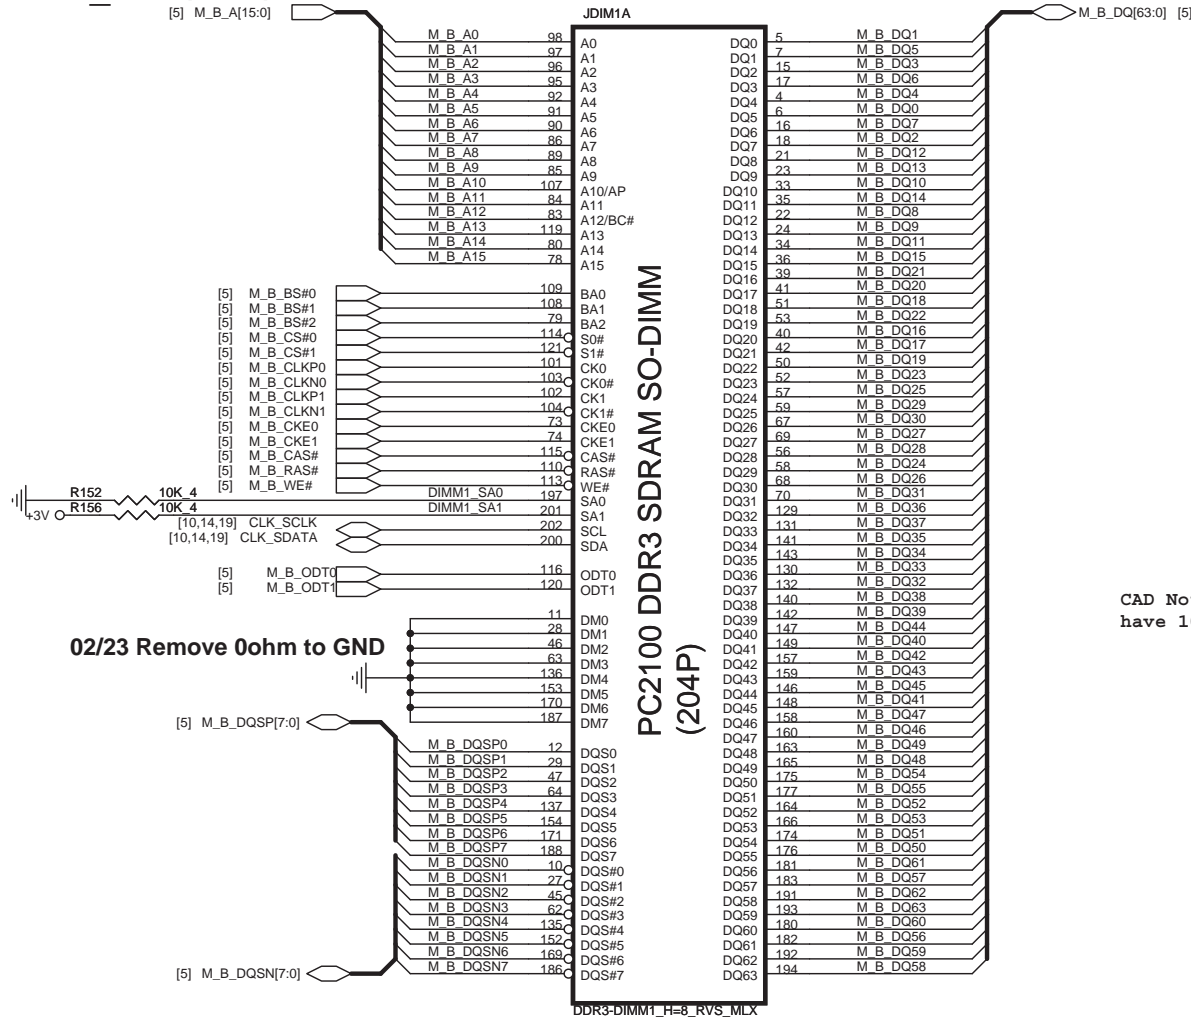 [5] M_B_A[15:0]
JDIM1A
M_B_DQ[63:0] [5]
M_B_A0 98 A0
M_B_A1 97 A1
M_B_A2 96 A2
M_B_A3 95 A3
M_B_A4 92 A4
M_B_A5 91 A5
M_B_A6 90 A6
M_B_A7 86 A7
M_B_A8 89 A8
M_B_A9 85 A9
M_B_A10 107 A10/AP
M_B_A11 84 A11
M_B_A12 83 A12/BC#
M_B_A13 119 A13
M_B_A14 80 A14
M_B_A15 78 A15
[5] M_B_BS#0 109 BA0
[5] M_B_BS#1 108 BA1
[5] M_B_BS#2 79 BA2
[5] M_B_CS#0 114 S0#
[5] M_B_CS#1 121 S1#
[5] M_B_CLKP0 101 CK0
[5] M_B_CLKN0 103 CK0#
[5] M_B_CLKP1 102 CK1
[5] M_B_CLKN1 104 CK1#
[5] M_B_CKE0 73 CKE0
[5] M_B_CKE1 74 CKE1
[5] M_B_CAS# 115 CAS#
[5] M_B_RAS# 110 RAS#
[5] M_B_WE# 113 WE#
R152 10K_4 DIMM1_SA0 197 SA0
+3V R156 10K_4 DIMM1_SA1 201 SA1
[10,14,19] CLK_SCLK 202 SCL
[10,14,19] CLK_SDATA 200 SDA
[5] M_B_ODT0 116 ODT0
[5] M_B_ODT1 120 ODT1
02/23 Remove 0ohm to GND
11 DM0
28 DM1
46 DM2
63 DM3
136 DM4
153 DM5
170 DM6
187 DM7
[5] M_B_DQSP[7:0]
M_B_DQSP0 12 DQS0
M_B_DQSP1 29 DQS1
M_B_DQSP2 47 DQS2
M_B_DQSP3 64 DQS3
M_B_DQSP4 137 DQS4
M_B_DQSP5 154 DQS5
M_B_DQSP6 171 DQS6
M_B_DQSP7 188 DQS7
M_B_DQSN0 10 DQS#0
M_B_DQSN1 27 DQS#1
M_B_DQSN2 45 DQS#2
M_B_DQSN3 62 DQS#3
M_B_DQSN4 135 DQS#4
M_B_DQSN5 152 DQS#5
M_B_DQSN6 169 DQS#6
M_B_DQSN7 186 DQS#7
[5] M_B_DQSN[7:0]
PC2100 DDR3 SDRAM SO-DIMM
(204P)
DQ0 5 M_B_DQ1
DQ1 7 M_B_DQ5
DQ2 15 M_B_DQ3
DQ3 17 M_B_DQ6
DQ4 4 M_B_DQ4
DQ5 6 M_B_DQ0
DQ6 16 M_B_DQ7
DQ7 18 M_B_DQ2
DQ8 21 M_B_DQ12
DQ9 23 M_B_DQ13
DQ10 33 M_B_DQ10
DQ11 35 M_B_DQ14
DQ12 22 M_B_DQ8
DQ13 24 M_B_DQ9
DQ14 34 M_B_DQ11
DQ15 36 M_B_DQ15
DQ16 39 M_B_DQ21
DQ17 41 M_B_DQ20
DQ18 51 M_B_DQ18
DQ19 53 M_B_DQ22
DQ20 40 M_B_DQ16
DQ21 42 M_B_DQ17
DQ22 50 M_B_DQ19
DQ23 52 M_B_DQ23
DQ24 57 M_B_DQ25
DQ25 59 M_B_DQ29
DQ26 67 M_B_DQ30
DQ27 69 M_B_DQ27
DQ28 56 M_B_DQ28
DQ29 58 M_B_DQ24
DQ30 68 M_B_DQ26
DQ31 70 M_B_DQ31
DQ32 129 M_B_DQ36
DQ33 131 M_B_DQ37
DQ34 141 M_B_DQ35
DQ35 143 M_B_DQ34
DQ36 130 M_B_DQ33
DQ37 132 M_B_DQ32
DQ38 140 M_B_DQ38
DQ39 142 M_B_DQ39
DQ40 147 M_B_DQ44
DQ41 149 M_B_DQ40
DQ42 157 M_B_DQ42
DQ43 159 M_B_DQ43
DQ44 146 M_B_DQ45
DQ45 148 M_B_DQ41
DQ46 158 M_B_DQ47
DQ47 160 M_B_DQ46
DQ48 163 M_B_DQ49
DQ49 165 M_B_DQ48
DQ50 175 M_B_DQ54
DQ51 177 M_B_DQ55
DQ52 164 M_B_DQ52
DQ53 166 M_B_DQ53
DQ54 174 M_B_DQ51
DQ55 176 M_B_DQ50
DQ56 181 M_B_DQ61
DQ57 183 M_B_DQ57
DQ58 191 M_B_DQ62
DQ59 193 M_B_DQ63
DQ60 180 M_B_DQ60
DQ61 182 M_B_DQ56
DQ62 192 M_B_DQ59
DQ63 194 M_B_DQ58
DDR3-DIMM1_H=8_RVS_MLX
CAD No
have 1